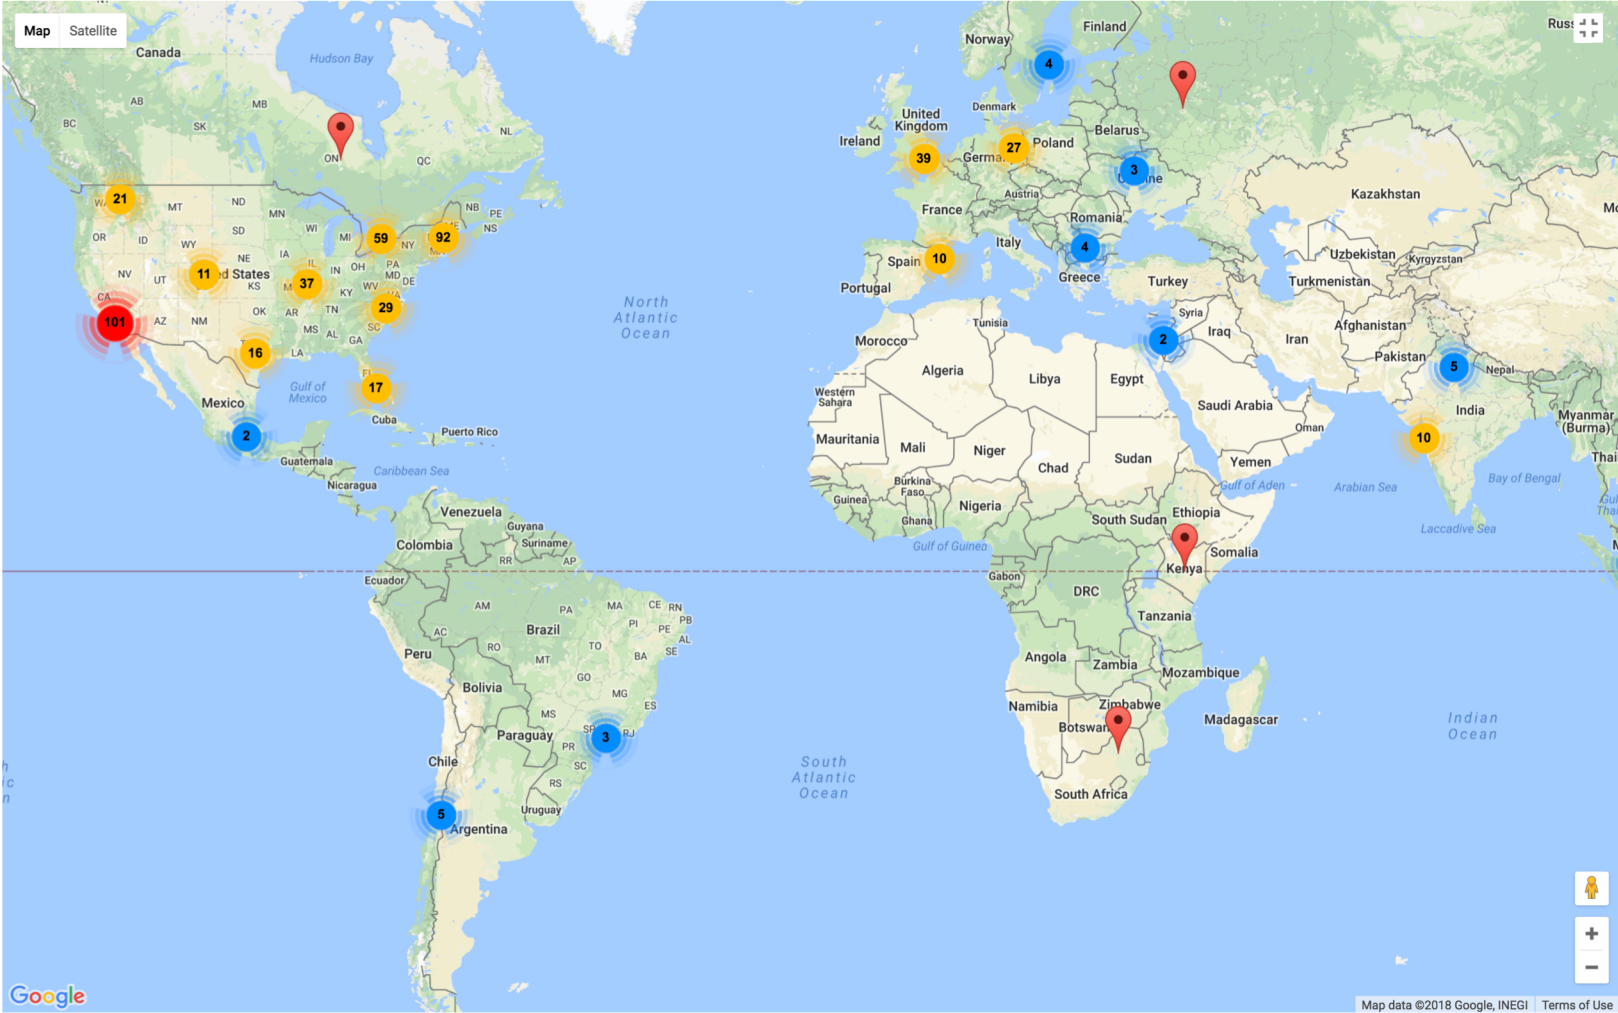 Map Satellite
Finland
Russ
Norway
Canada
Hudson Bay
4
AB
MB
Denmark
United
Kingdom
BC
SK
NL
Belarus
Ireland
Poland
ON
QC
39
27
Germa
3
ine
Kazakhstan
Austria
21
WA
MT
ND
MN
NB
PE
NS
France
Romania
Mo
OR
ID
SD
WI
MI
59
NY
92
ME
MA
Italy
4
WY
IA
Uzbekistan
Kyrgyzstan
NV
UT
11
ed States
NE
KS
IL
IN
OH
PA
MD
DE
Spain
10
Greece
Turkey
Turkmenistan
CA
M
37
KY
WV
VA
Portugal
101
AZ
NM
OK
AR
TN
29
SC
North
Atlantic
Ocean
Tunisia
Syria
Afghanistan
MS
AL
GA
Morocco
2
Iraq
Iran
T
16
LA
Pakistan
5
Nepal
FL
17
Algeria
Libya
Egypt
Gulf of
Mexico
Western
Sahara
Saudi Arabia
India
Myanmar
(Burma)
Mexico
Cuba
Puerto Rico
Oman
2
Mauritania
Mali
Niger
Chad
Sudan
10
Thai
Guatemala
Caribbean Sea
Yemen
Nicaragua
Burkina
Faso
Gulf of Aden
Arabian Sea
Bay of Bengal
Guinea
Nigeria
Gul
Thai
Venezuela
Ghana
South Sudan
Ethiopia
Guyana
Laccadive Sea
Colombia
Suriname
Gulf of Guinea
Somalia
M
RR
AP
Ecuador
Gabon
Kenya
DRC
AM
PA
MA
CE
RN
PB
Tanzania
AC
Brazil
PI
PE
AL
Peru
RO
TO
SE
MT
BA
Angola
Zambia
GO
Mozambique
Bolivia
MG
MS
ES
Namibia
Zimbabwe
Botswan
Madagascar
Indian
Ocean
Paraguay
SP
3
RJ
PR
Chile
SC
South
Atlantic
Ocean
h
ic
n
RS
South Africa
5
Uruguay
Argentina
+
−
Google
Map data ©2018 Google, INEGI Terms of Use